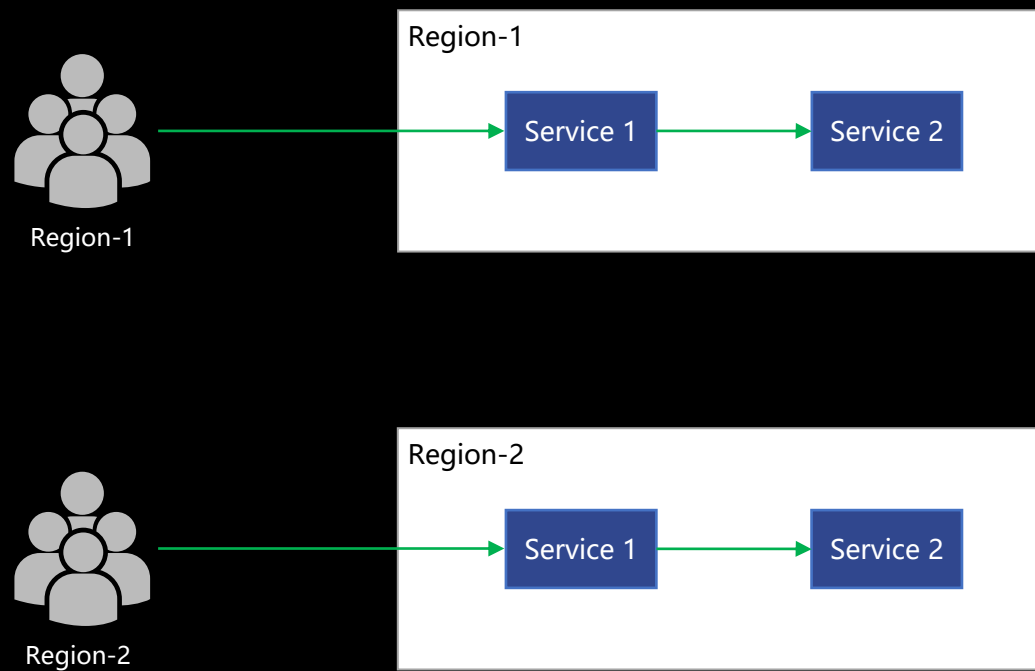 Region-1
Service 1
Service 2
Region-1
Region-2
Service 1
Service 2
Region-2